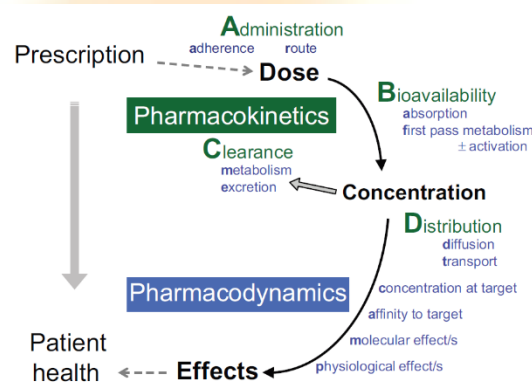 Administration
adherence route
Prescription
Dose
Bioavailability
absorption
first pass metabolism
± activation
Pharmacokinetics
Clearance
metabolism
excretion
Concentration
Distribution
diffusion
transport
Pharmacodynamics
concentration at target
affinity to target
molecular effect/s
physiological effect/s
Patient
health
Effects